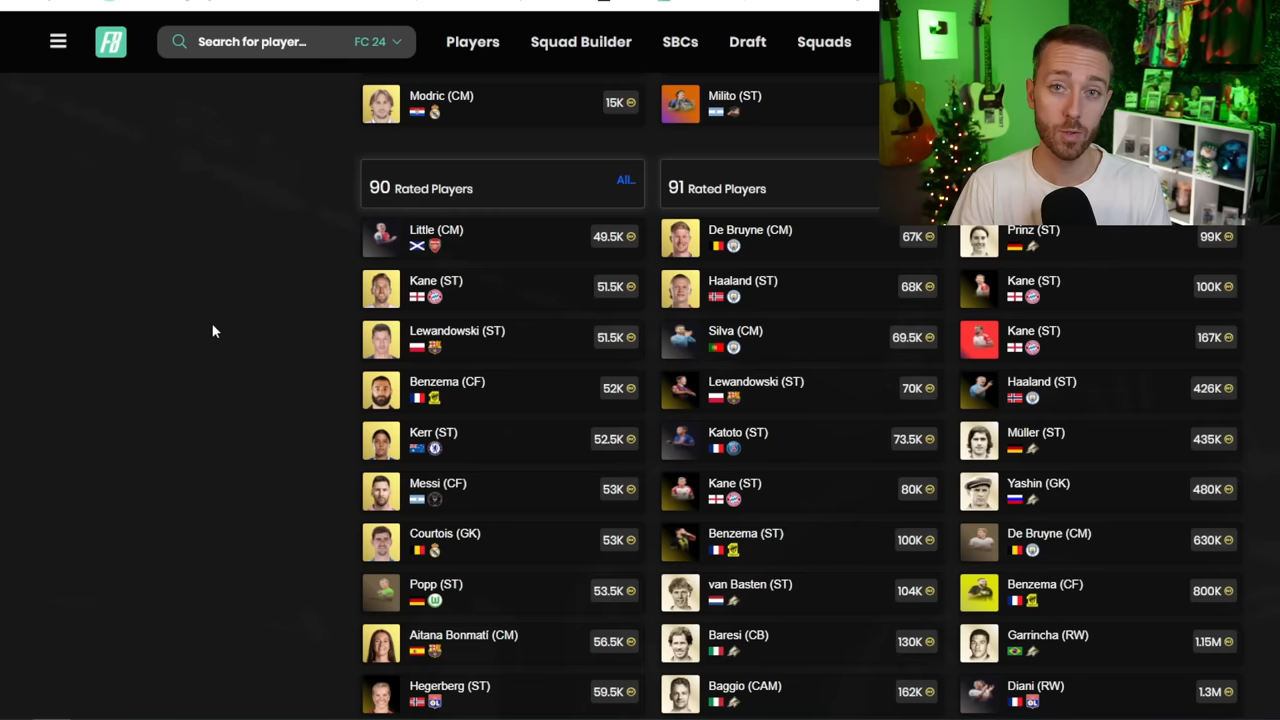 FB
Search for player...
FC 24
Players
Squad Builder
SBCs
Draft
Squads
Modric (CM)
15K
Milito (ST)
90 Rated Players
All..
91 Rated Players
Little (CM)
49.5K
De Bruyne (CM)
67K
Prinz (ST)
99K
Kane (ST)
51.5K
Haaland (ST)
68K
Kane (ST)
100K
Lewandowski (ST)
51.5K
Silva (CM)
69.5K
Kane (ST)
167K
Benzema (CF)
52K
Lewandowski (ST)
70K
Haaland (ST)
426K
Kerr (ST)
52.5K
Katoto (ST)
73.5K
Müller (ST)
435K
Messi (CF)
53K
Kane (ST)
80K
Yashin (GK)
480K
Courtois (GK)
53K
Benzema (ST)
100K
De Bruyne (CM)
630K
Popp (ST)
53.5K
van Basten (ST)
104K
Benzema (CF)
800K
Aitana Bonmatí (CM)
56.5K
Baresi (CB)
130K
Garrincha (RW)
1.15M
Hegerberg (ST)
59.5K
Baggio (CAM)
162K
Diani (RW)
1.3M